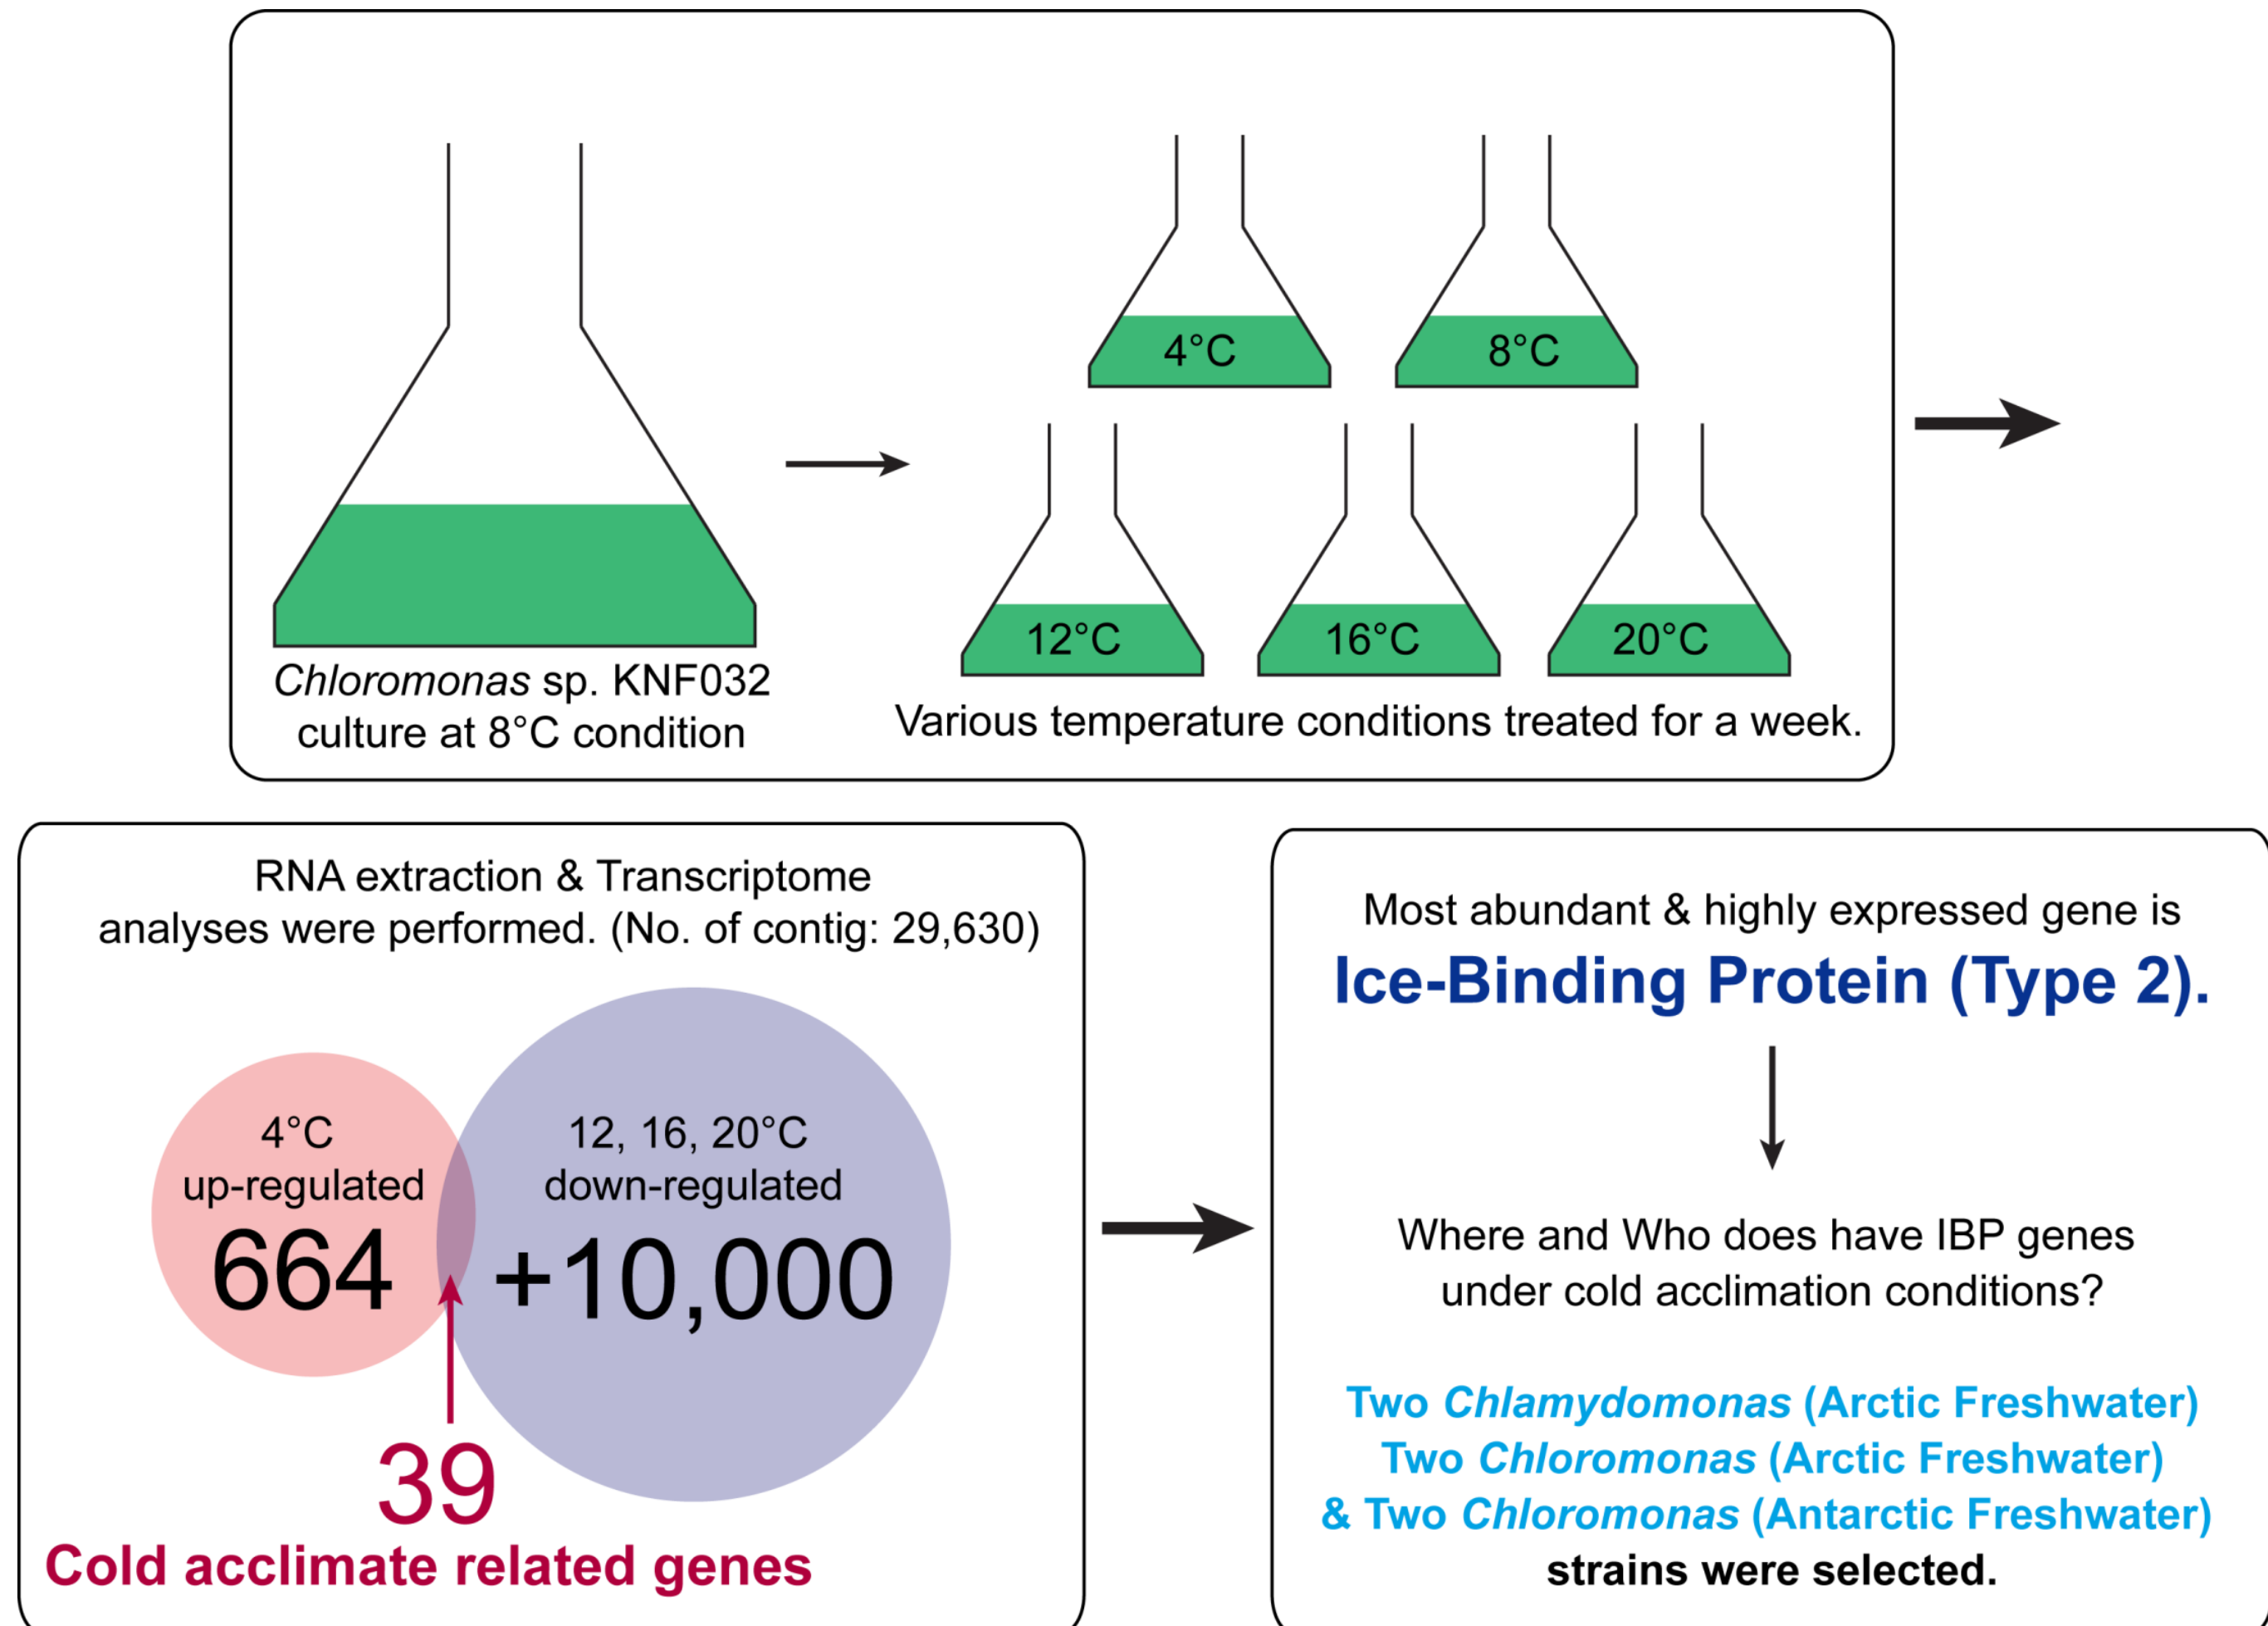 4°C
8°C
12°C
16°C
20°C
Chloromonas sp. KNF032
culture at 8°C condition
Various temperature conditions treated for a week.
RNA extraction & Transcriptome
analyses were performed. (No. of contig: 29,630)
4°C
up-regulated
664
12, 16, 20°C
down-regulated
+10,000
39
Cold acclimate related genes
Most abundant & highly expressed gene is
Ice-Binding Protein (Type 2).
Where and Who does have IBP genes
under cold acclimation conditions?
Two Chlamydomonas (Arctic Freshwater)
Two Chloromonas (Arctic Freshwater)
& Two Chloromonas (Antarctic Freshwater)
strains were selected.